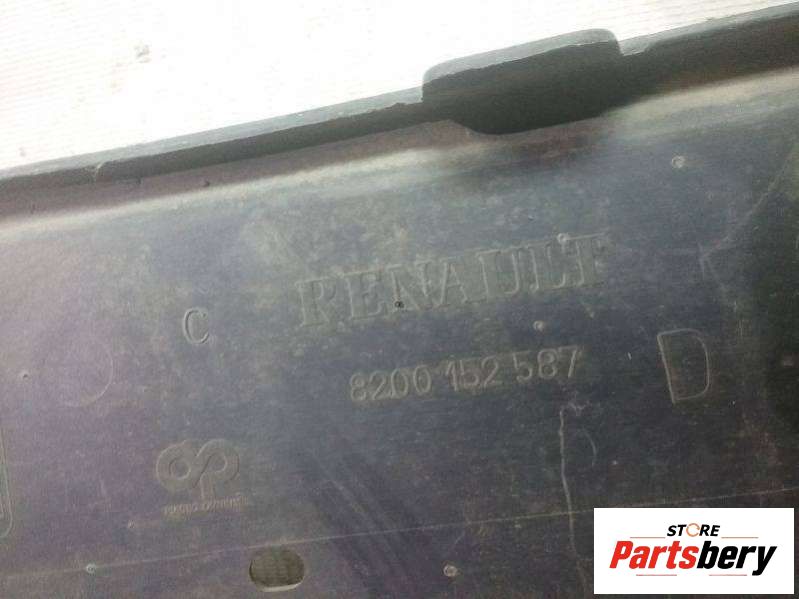 RENAULT
C
8200 152 587
D
STORE
Partsbery